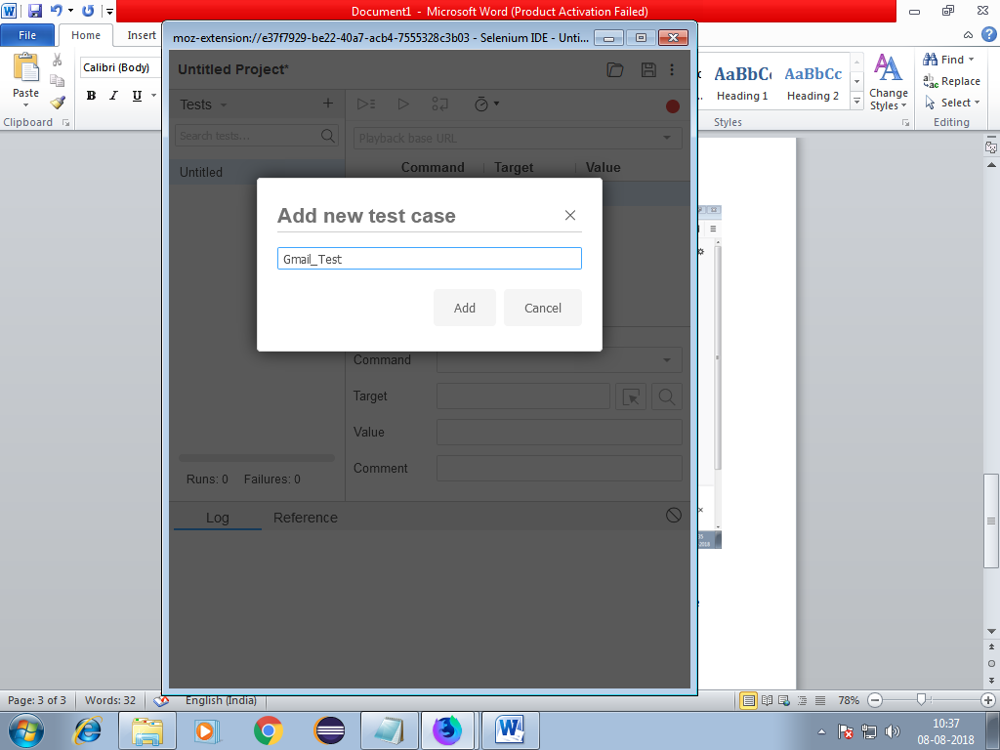 Document1 - Microsoft Word (Product Activation Failed)
File
Home
Insert
Paste
Clipboard
Calibri (Body)
B I U
AaBbCc
AaBbCc
Heading 1
Heading 2
Change
Styles
Styles
Find
Replace
Select
Editing
moz-extension://e37f7929-be22-40a7-acb4-7555328c3b03 - Selenium IDE - Unti...
Untitled Project*
Tests
Search tests...
Untitled
Playback base URL
Command Target Value
Add new test case
Gmail_Test
Add
Cancel
Command
Target
Value
Comment
Runs: 0 Failures: 0
Log
Reference
Page: 3 of 3
Words: 32
English (India)
78%
10:37
08-08-2018